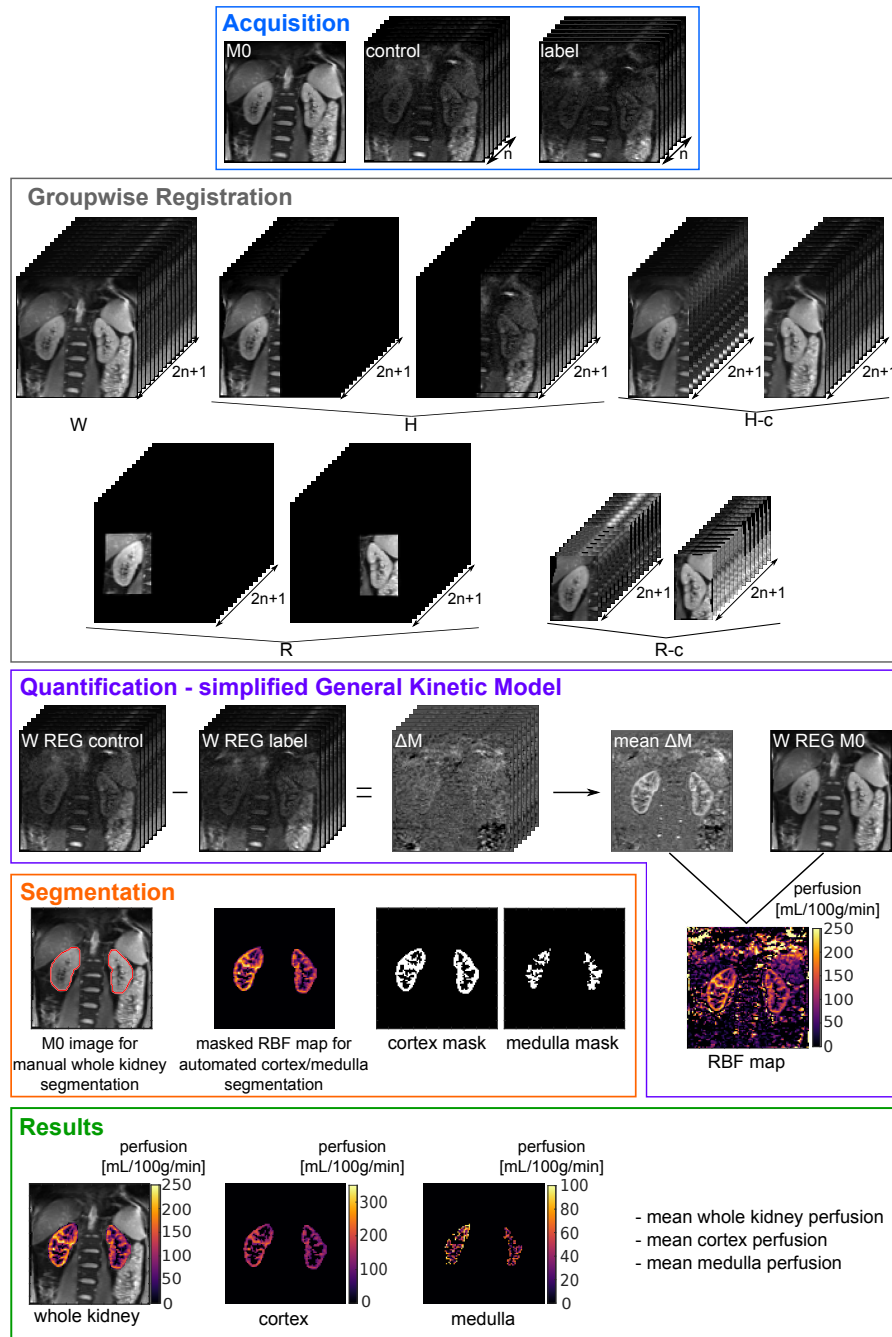 Acquisition
M0
control
label
n
n
Groupwise Registration
2n+1
2n+1
2n+1
2n+1
2n+1
W
H
H-c
2n+1
2n+1
2n+1
2n+1
R
R-c
Quantification - simplified General Kinetic Model
W REG control
W REG label
ΔM
mean ΔM
W REG M0
−
=
perfusion
[mL/100g/min]
250
200
150
100
50
0
RBF map
Segmentation
M0 image for
manual whole kidney
segmentation
masked RBF map for
automated cortex/medulla
segmentation
cortex mask
medulla mask
Results
perfusion
[mL/100g/min]
250
200
150
100
50
0
whole kidney
perfusion
[mL/100g/min]
300
200
100
0
cortex
perfusion
[mL/100g/min]
100
80
60
40
20
0
medulla
- mean whole kidney perfusion
- mean cortex perfusion
- mean medulla perfusion